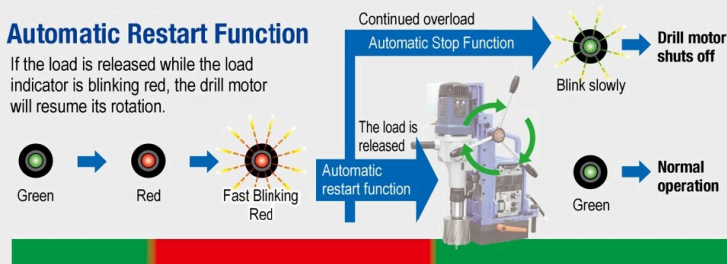 Automatic Restart Function
If the load is released while the load
indicator is blinking red, the drill motor
will resume its rotation.
Green
Red
Fast Blinking
Red
Continued overload
Automatic Stop Function
The load is
released
Automatic
restart function
Blink slowly
Drill motor
shuts off
Green
Normal
operation